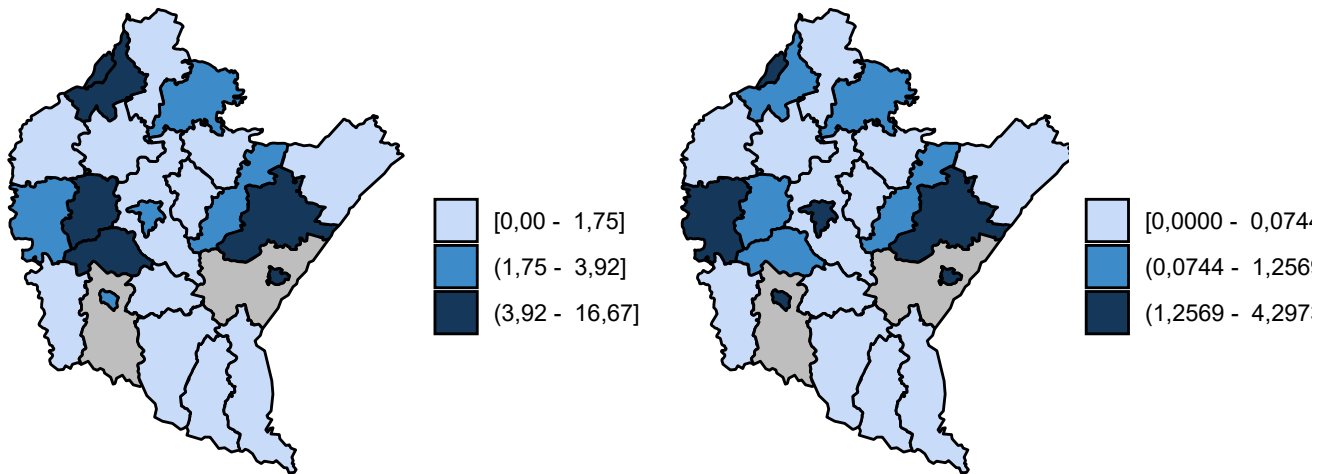 [0,00 - 1,75]
(1,75 - 3,92]
(3,92 - 16,67]
[0,0000 - 0,0744
(0,0744 - 1,256
(1,2569 - 4,297